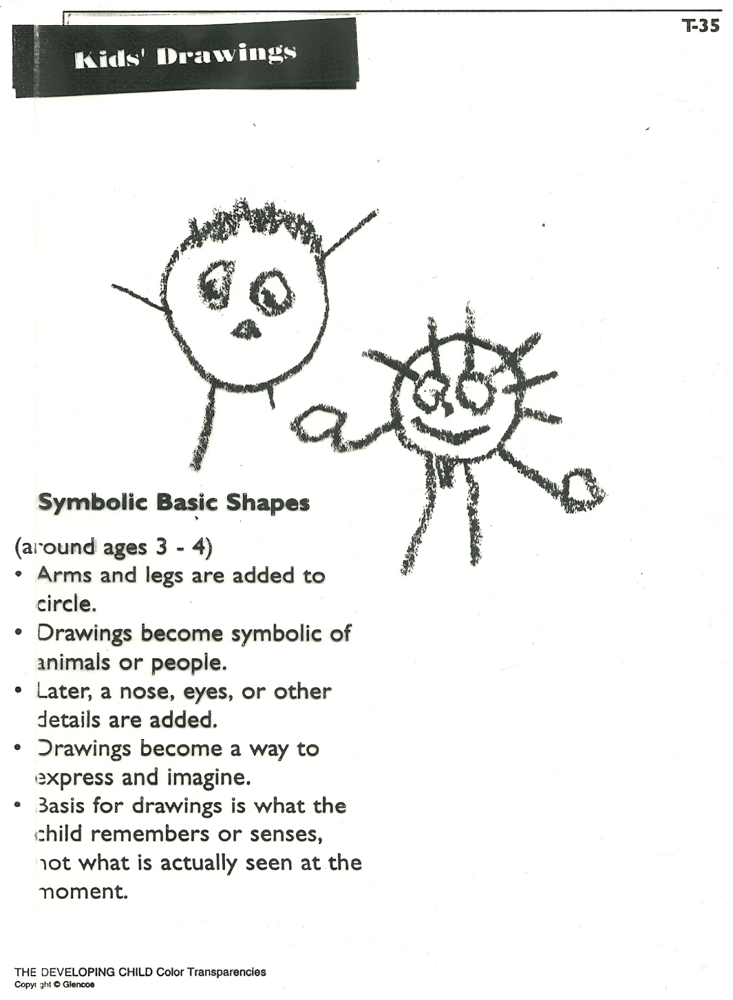 T-35
Kids' Drawings
Symbolic Basic Shapes
(around ages 3 - 4)
• Arms and legs are added to
circle.
• Drawings become symbolic of
animals or people.
• Later, a nose, eyes, or other
details are added.
• Drawings become a way to
express and imagine.
• Basis for drawings is what the
child remembers or senses,
not what is actually seen at the
moment.
THE DEVELOPING CHILD Color Transparencies
Copyright © Glencoe